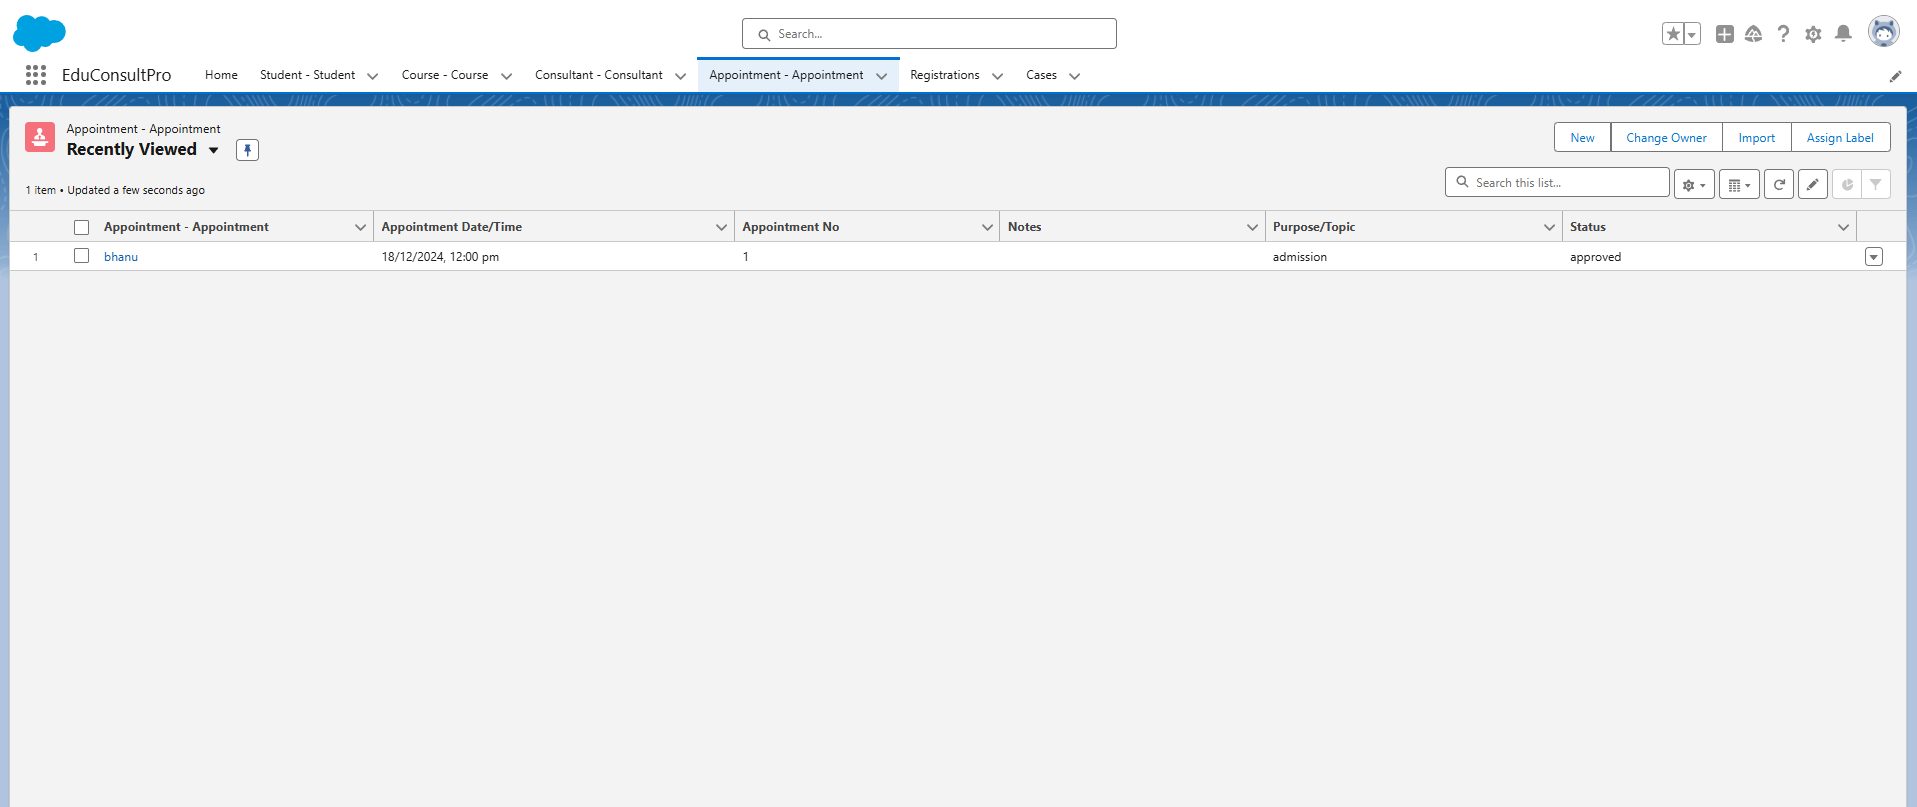 Search...
EduConsultPro Home Student - Student Course - Course Consultant - Consultant Appointment - Appointment Registrations Cases
Appointment - Appointment
Recently Viewed
New Change Owner Import Assign Label
1 item • Updated a few seconds ago
Search this list...
Appointment - Appointment Appointment Date/Time Appointment No Notes Purpose/Topic Status
1 bhanu 18/12/2024, 12:00 pm 1 admission approved